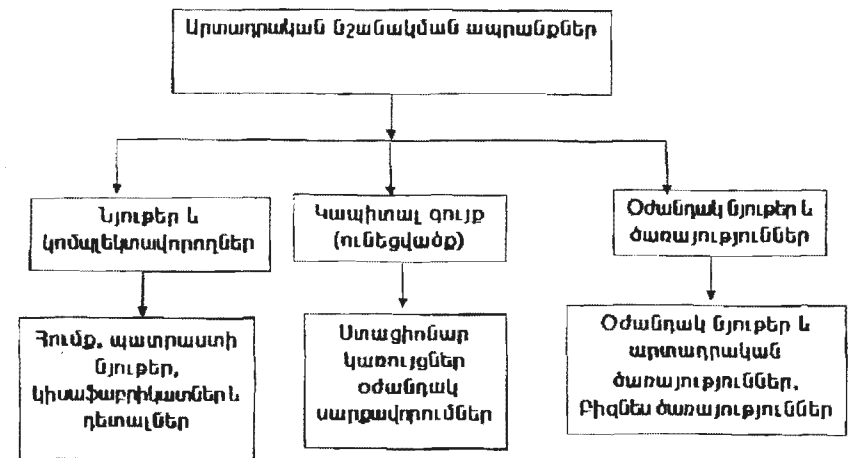 Արտադրական նշանակման ապրանքներ
Նյութեր և
կոմպլեկտավորողներ
Կապիտալ գույք
(ունեցվածք)
Օժանդակ նյութեր և
ծառայություններ
Հումք, պատրաստի
նյութեր,
կիսաֆաբրիկատներ և
դետալներ
Ստացիոնար
կառույցներ
օժանդակ
սարքավորումներ
Օժանդակ նյութեր և
արտադրական
ծառայություններ.
Բիզնես ծառայություններ